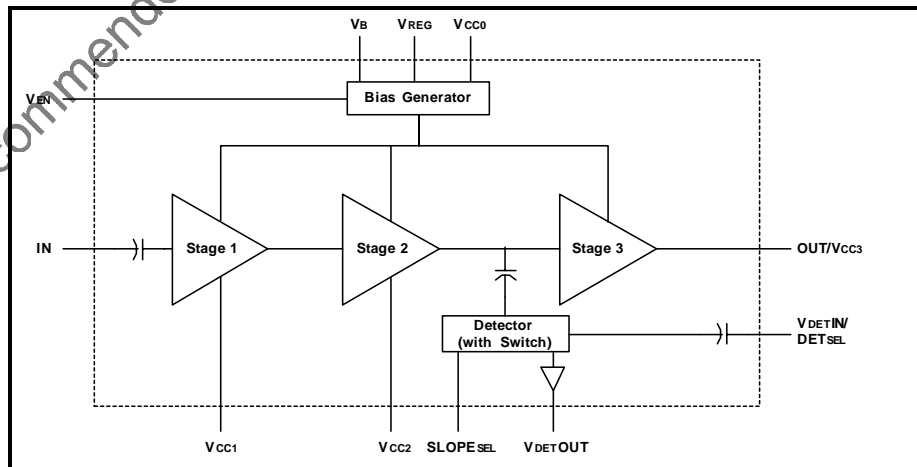 commende
VB VREG VCC0
VEN
Bias Generator
IN
Stage 1
Stage 2
Stage 3
OUT/VCC3
Detector
(with Switch)
VDETIN/
DETSEL
VCC1
VCC2
SLOPESEL
VDETOUT